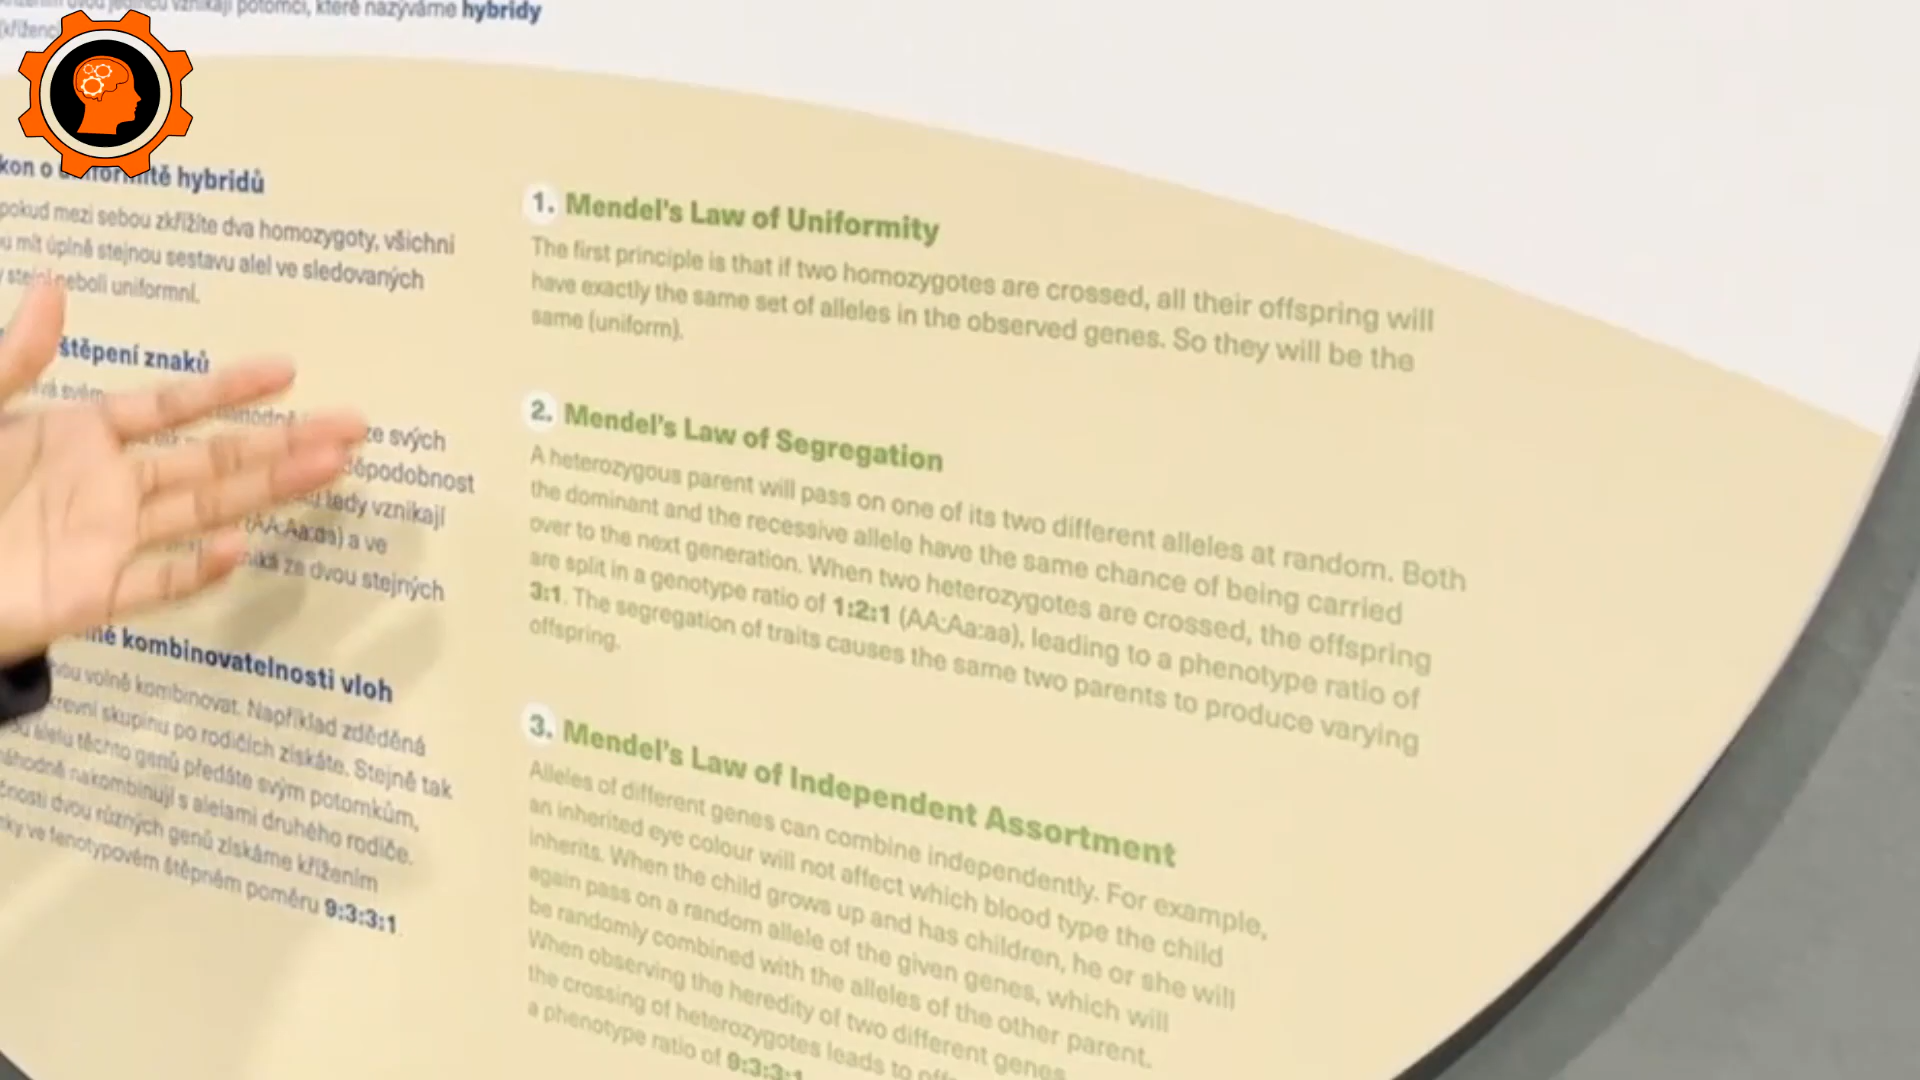 vznikají potomci, které nazýváme hybridy
kon o uniformitě hybridů
pokud mezi sebou zkřížíte dva homozygoty, všichni
mít úplně stejnou sestavu alel ve sledovaných
stejní neboli uniformní.
štěpení znaků
náhodně
ze svých
tedy vznikají
(AA:Aa:aa) a ve
ze dvou stejných
kombinovatelnosti vloh
volně kombinovat. Například zděděná
krevní skupinu po rodičích získáte. Stejně tak
alelu těchto genů předáte svým potomkům,
náhodně nakombinují s alelami druhého rodiče.
dvou různých genů získáme křížením
ve fenotypovém štěpném poměru 9:3:3:1
1. Mendel's Law of Uniformity
The first principle is that if two homozygotes are crossed, all their offspring will
have exactly the same set of alleles in the observed genes. So they will be the
same (uniform).
2. Mendel's Law of Segregation
A heterozygous parent will pass on one of its two different alleles at random. Both
the dominant and the recessive allele have the same chance of being carried
over to the next generation. When two heterozygotes are crossed, the offspring
are split in a genotype ratio of 1:2:1 (AA:Aa:aa), leading to a phenotype ratio of
3:1. The segregation of traits causes the same two parents to produce varying
offspring.
3. Mendel's Law of Independent Assortment
Alleles of different genes can combine independently. For example,
an inherited eye colour will not affect which blood type the child
inherits. When the child grows up and has children, he or she will
again pass on a random allele of the given genes, which will
be randomly combined with the alleles of the other parent.
When observing the heredity of two different genes
the crossing of heterozygotes leads to
a phenotype ratio of 9:3:3:1